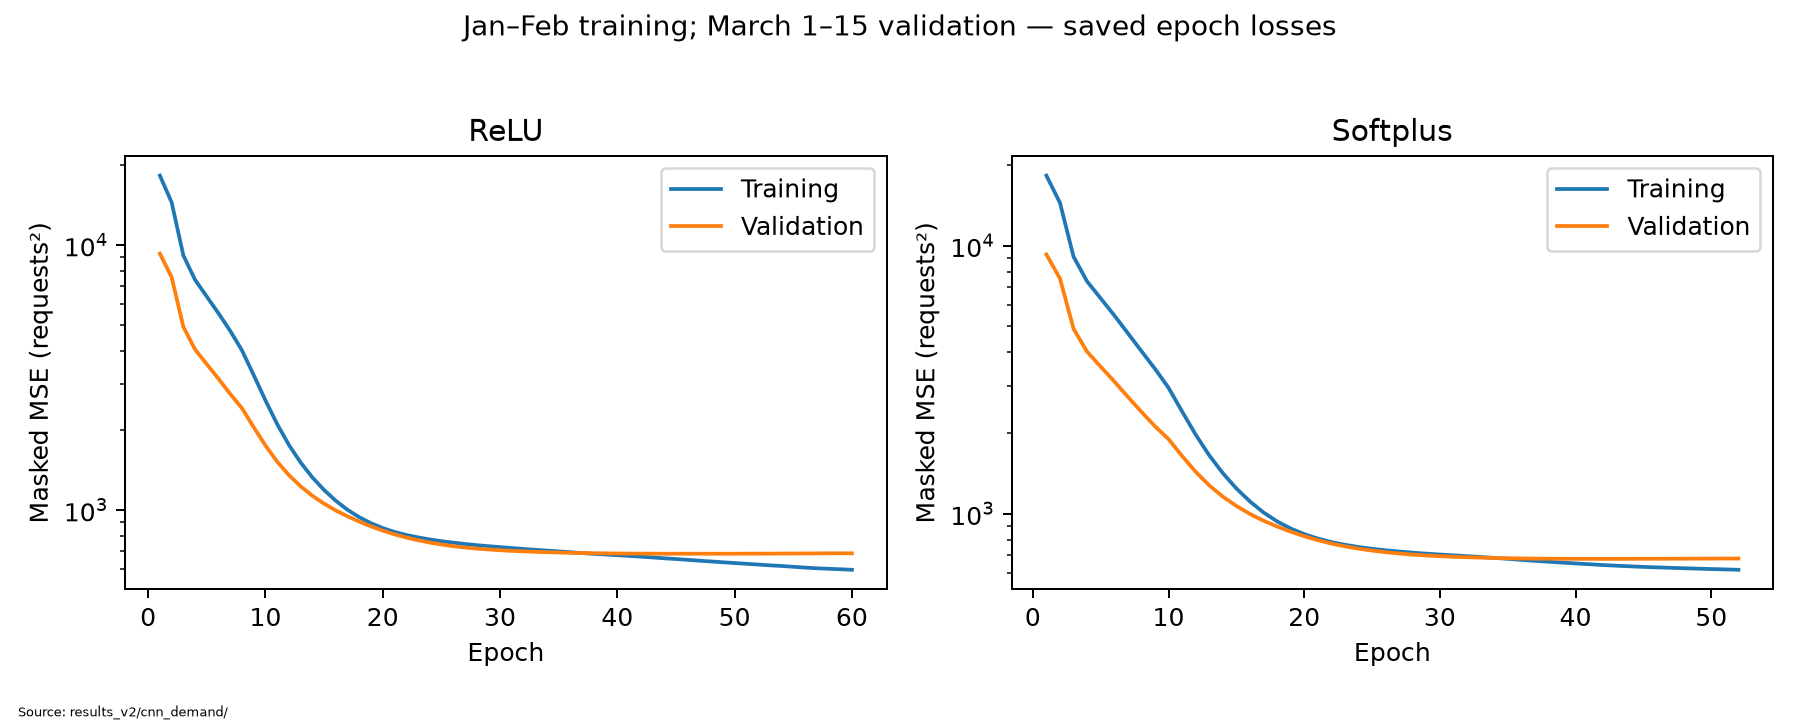 Jan–Feb training; March 1–15 validation — saved epoch losses
ReLU
Masked MSE (requests²)
10⁴
10³
Training
Validation
0 10 20 30 40 50 60
Epoch
Softplus
Masked MSE (requests²)
10⁴
10³
Training
Validation
0 10 20 30 40 50
Epoch
Source: results_v2/cnn_demand/